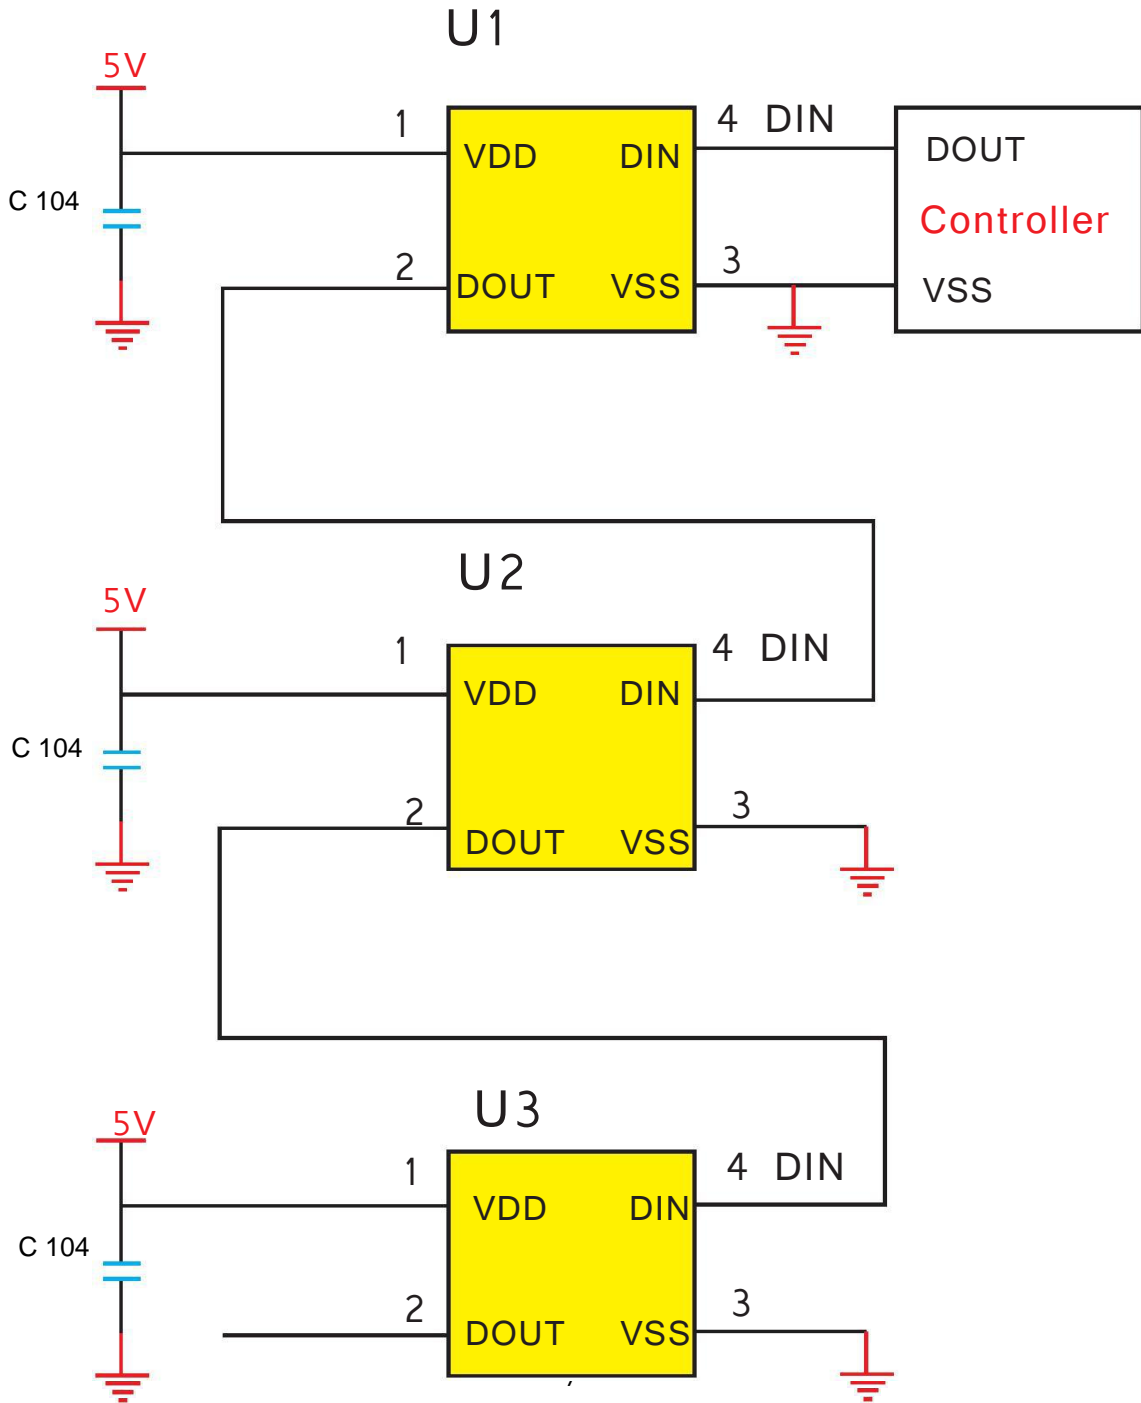 U1
5V
1
4 DIN
VDD
DIN
DOUT
C 104
Controller
2
3
DOUT
VSS
VSS
U2
5V
1
4 DIN
VDD
DIN
C 104
2
3
DOUT
VSS
U3
5V
1
4 DIN
VDD
DIN
C 104
2
3
DOUT
VSS